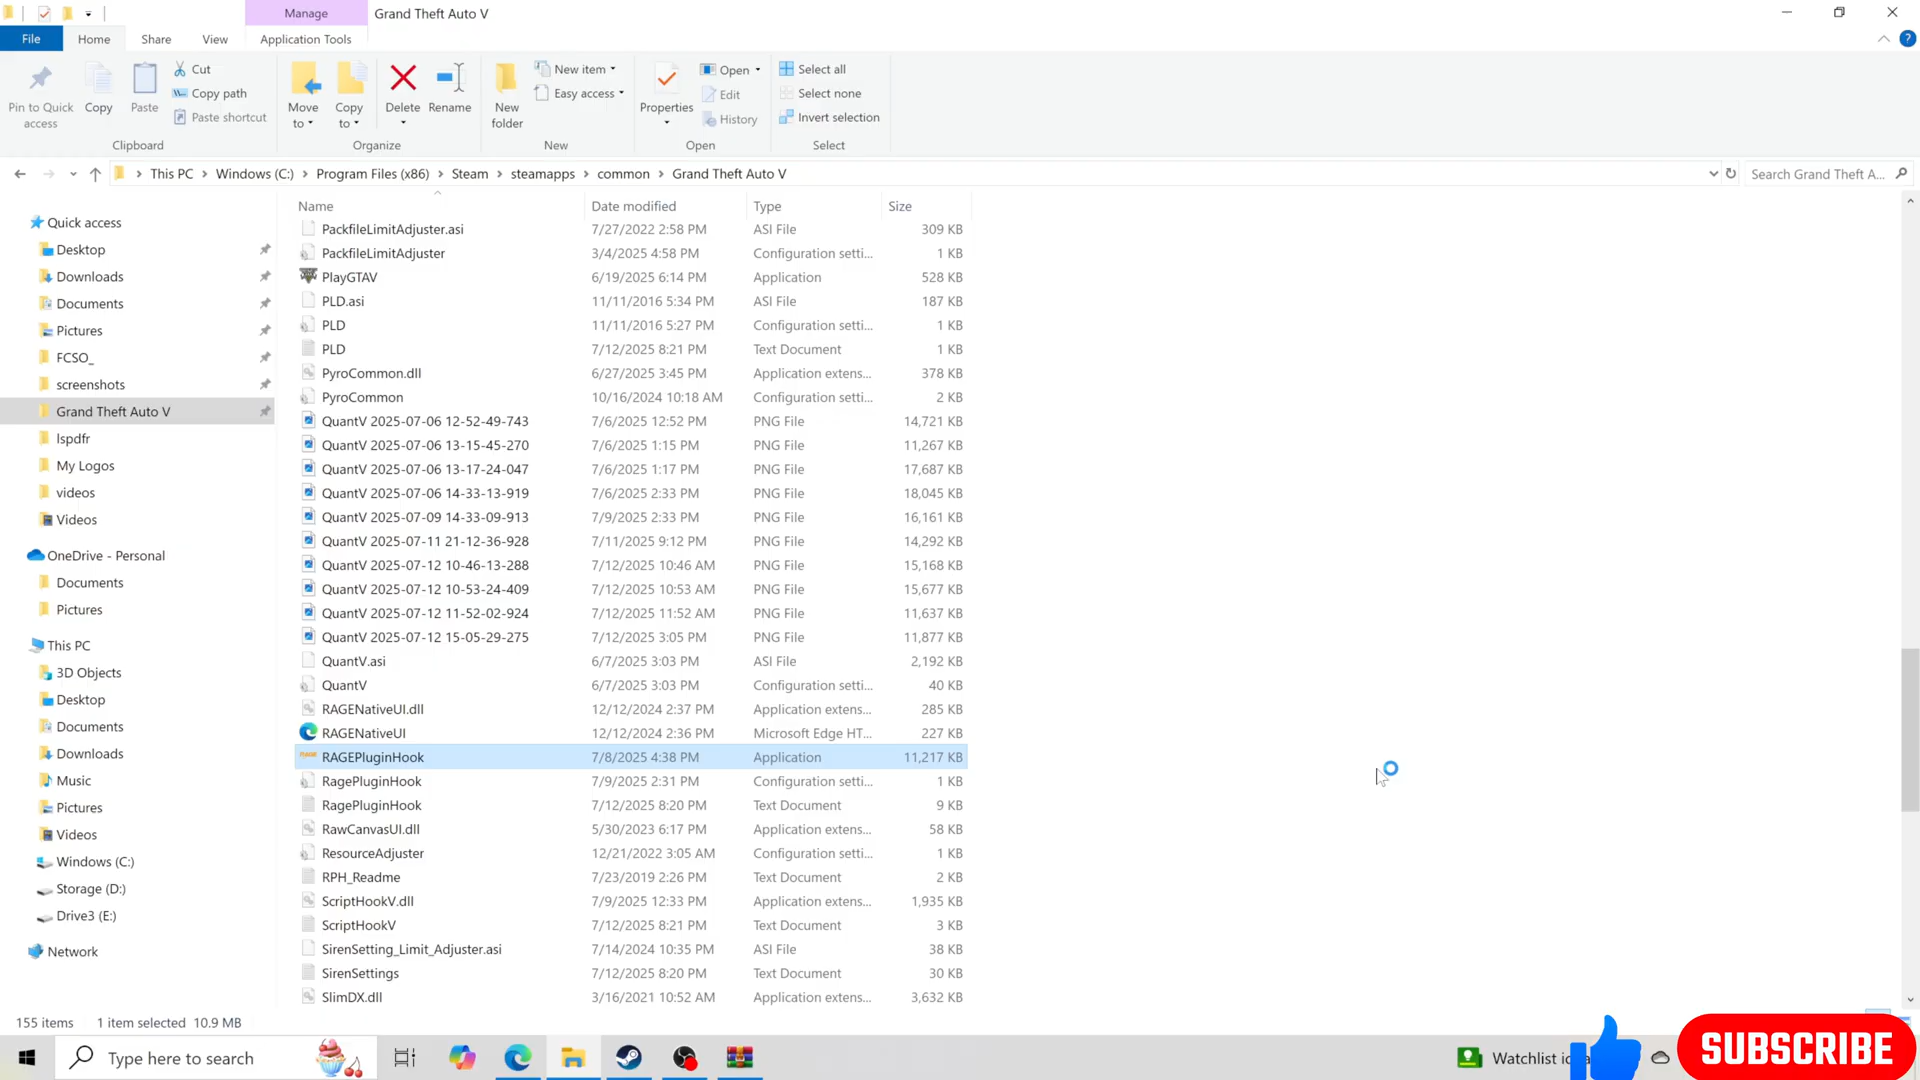 Manage
Grand Theft Auto V
File
Home
Share
View
Application Tools
Pin to Quick access
Copy
Paste
Cut
Copy path
Paste shortcut
Clipboard
Move to
Copy to
Delete
Rename
Organize
New folder
New item
Easy access
New
Properties
Open
Edit
History
Open
Select all
Select none
Invert selection
Select
This PC > Windows (C:) > Program Files (x86) > Steam > steamapps > common > Grand Theft Auto V
Search Grand Theft A...
Quick access
Desktop
Downloads
Documents
Pictures
FCSO_
screenshots
Grand Theft Auto V
lspdfr
My Logos
videos
Videos
OneDrive - Personal
Documents
Pictures
This PC
3D Objects
Desktop
Documents
Downloads
Music
Pictures
Videos
Windows (C:)
Storage (D:)
Drive3 (E:)
Network
Name Date modified Type Size
PackfileLimitAdjuster.asi 7/27/2022 2:58 PM ASI File 309 KB
PackfileLimitAdjuster 3/4/2025 4:58 PM Configuration setti... 1 KB
PlayGTAV 6/19/2025 6:14 PM Application 528 KB
PLD.asi 11/11/2016 5:34 PM ASI File 187 KB
PLD 11/11/2016 5:27 PM Configuration setti... 1 KB
PLD 7/12/2025 8:21 PM Text Document 1 KB
PyroCommon.dll 6/27/2025 3:45 PM Application extens... 378 KB
PyroCommon 10/16/2024 10:18 AM Configuration setti... 2 KB
QuantV 2025-07-06 12-52-49-743 7/6/2025 12:52 PM PNG File 14,721 KB
QuantV 2025-07-06 13-15-45-270 7/6/2025 1:15 PM PNG File 11,267 KB
QuantV 2025-07-06 13-17-24-047 7/6/2025 1:17 PM PNG File 17,687 KB
QuantV 2025-07-06 14-33-13-919 7/6/2025 2:33 PM PNG File 18,045 KB
QuantV 2025-07-09 14-33-09-913 7/9/2025 2:33 PM PNG File 16,161 KB
QuantV 2025-07-11 21-12-36-928 7/11/2025 9:12 PM PNG File 14,292 KB
QuantV 2025-07-12 10-46-13-288 7/12/2025 10:46 AM PNG File 15,168 KB
QuantV 2025-07-12 10-53-24-409 7/12/2025 10:53 AM PNG File 15,677 KB
QuantV 2025-07-12 11-52-02-924 7/12/2025 11:52 AM PNG File 11,637 KB
QuantV 2025-07-12 15-05-29-275 7/12/2025 3:05 PM PNG File 11,877 KB
QuantV.asi 6/7/2025 3:03 PM ASI File 2,192 KB
QuantV 6/7/2025 3:03 PM Configuration setti... 40 KB
RAGENativeUI.dll 12/12/2024 2:37 PM Application extens... 285 KB
RAGENativeUI 12/12/2024 2:36 PM Microsoft Edge HT... 227 KB
RAGEPluginHook 7/8/2025 4:38 PM Application 11,217 KB
RagePluginHook 7/9/2025 2:31 PM Configuration setti... 1 KB
RagePluginHook 7/12/2025 8:20 PM Text Document 9 KB
RawCanvasUI.dll 5/30/2023 6:17 PM Application extens... 58 KB
ResourceAdjuster 12/21/2022 3:05 AM Configuration setti... 1 KB
RPH_Readme 7/23/2019 2:26 PM Text Document 2 KB
ScriptHookV.dll 7/9/2025 12:33 PM Application extens... 1,935 KB
ScriptHookV 7/12/2025 8:21 PM Text Document 3 KB
SirenSetting_Limit_Adjuster.asi 7/14/2024 10:35 PM ASI File 38 KB
SirenSettings 7/12/2025 8:20 PM Text Document 30 KB
SlimDX.dll 3/16/2021 10:52 AM Application extens... 3,632 KB
155 items 1 item selected 10.9 MB
Type here to search
Watchlist
SUBSCRIBE